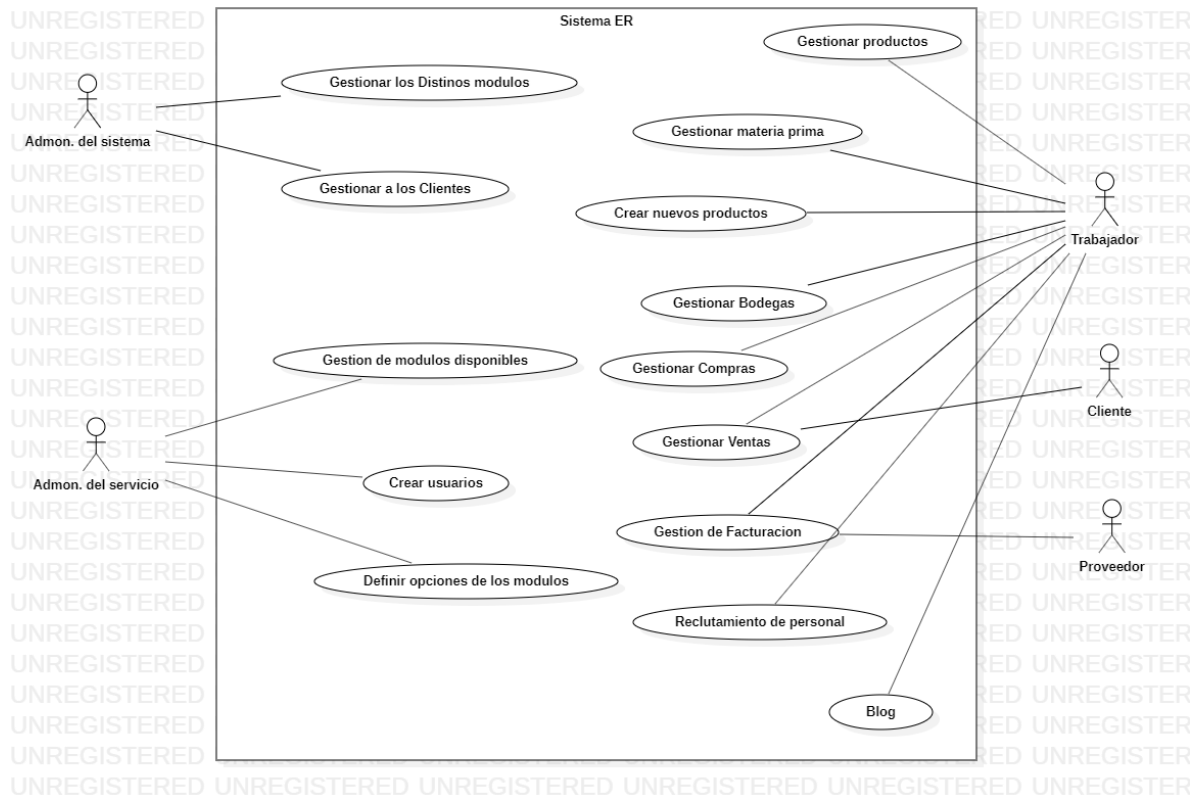 Sistema ER
Gestionar productos
Gestionar los Distinos modulos
Admon. del sistema
Gestionar materia prima
Gestionar a los Clientes
Crear nuevos productos
Trabajador
Gestionar Bodegas
Gestion de modulos disponibles
Gestionar Compras
Cliente
Gestionar Ventas
Admon. del servicio
Crear usuarios
Gestion de Facturacion
Proveedor
Definir opciones de los modulos
Reclutamiento de personal
Blog
UNREGISTERED UNREGISTERED UNREGISTERED UNREGISTERED UNREGISTERED UNREGISTER